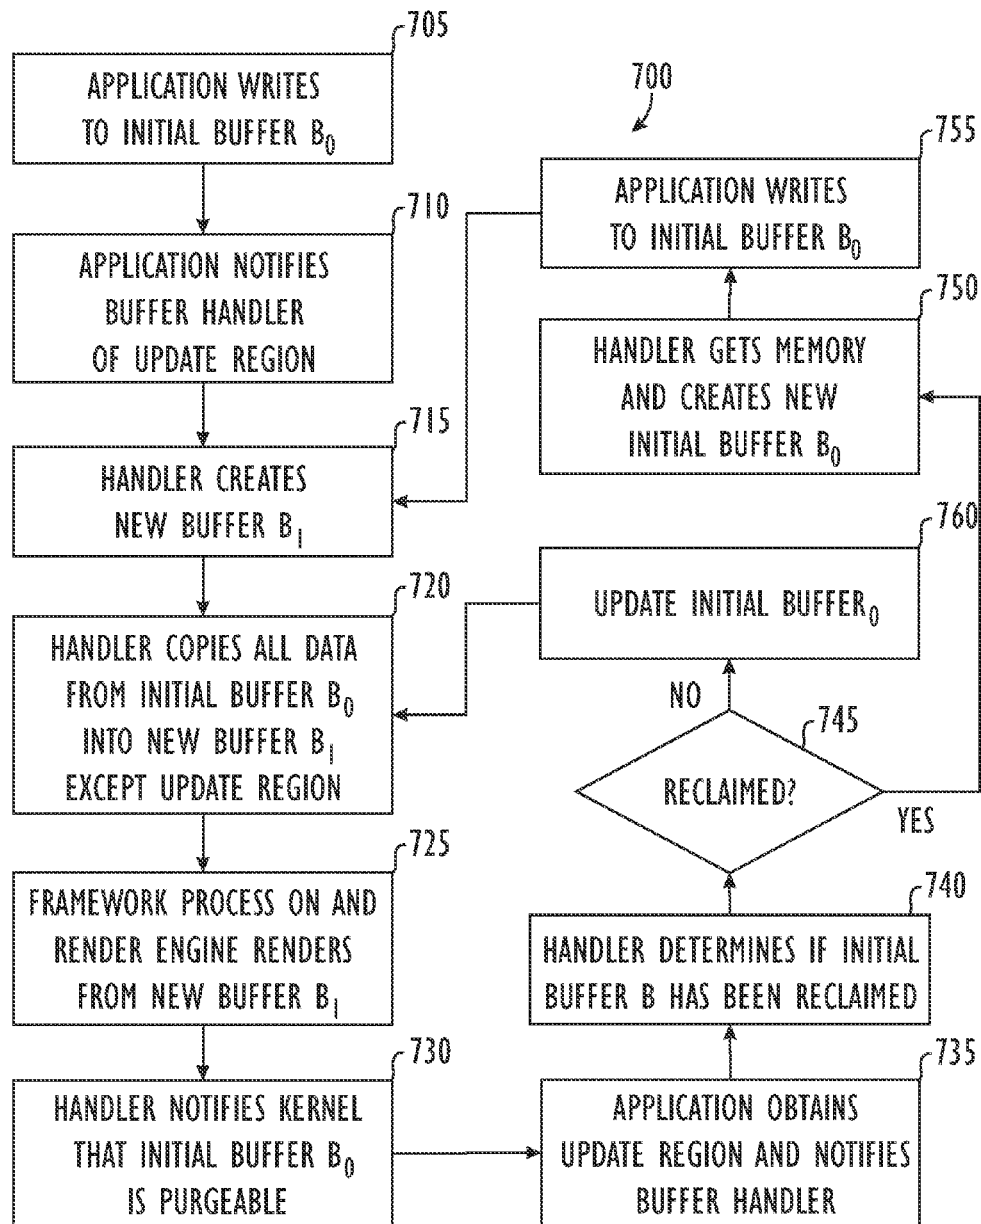 705
APPLICATION WRITES
TO INITIAL BUFFER B0
710
APPLICATION NOTIFIES
BUFFER HANDLER
OF UPDATE REGION
715
HANDLER CREATES
NEW BUFFER B1
720
HANDLER COPIES ALL DATA
FROM INITIAL BUFFER B0
INTO NEW BUFFER B1
EXCEPT UPDATE REGION
725
FRAMEWORK PROCESS ON AND
RENDER ENGINE RENDERS
FROM NEW BUFFER B1
730
HANDLER NOTIFIES KERNEL
THAT INITIAL BUFFER B0
IS PURGEABLE
700
755
APPLICATION WRITES
TO INITIAL BUFFER B0
750
HANDLER GETS MEMORY
AND CREATES NEW
INITIAL BUFFER B0
760
UPDATE INITIAL BUFFER0
NO
745
RECLAIMED?
YES
740
HANDLER DETERMINES IF INITIAL
BUFFER B HAS BEEN RECLAIMED
735
APPLICATION OBTAINS
UPDATE REGION AND NOTIFIES
BUFFER HANDLER